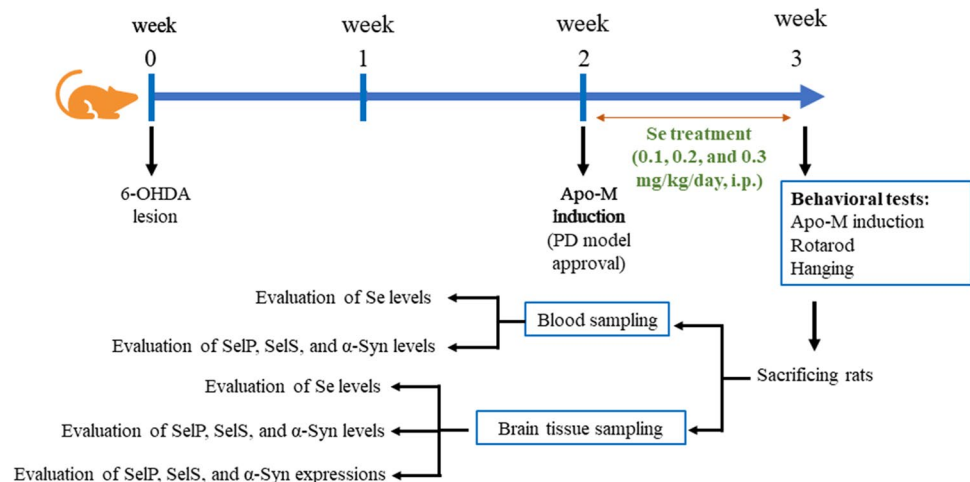 week
0
week
1
week
2
week
3
6-OHDA
lesion
Apo-M
induction
(PD model
approval)
Se treatment
(0.1, 0.2, and 0.3
mg/kg/day, i.p.)
Behavioral tests:
Apo-M induction
Rotarod
Hanging
Sacrificing rats
Blood sampling
Evaluation of Se levels
Evaluation of SelP, SelS, and α-Syn levels
Brain tissue sampling
Evaluation of Se levels
Evaluation of SelP, SelS, and α-Syn levels
Evaluation of SelP, SelS, and α-Syn expressions